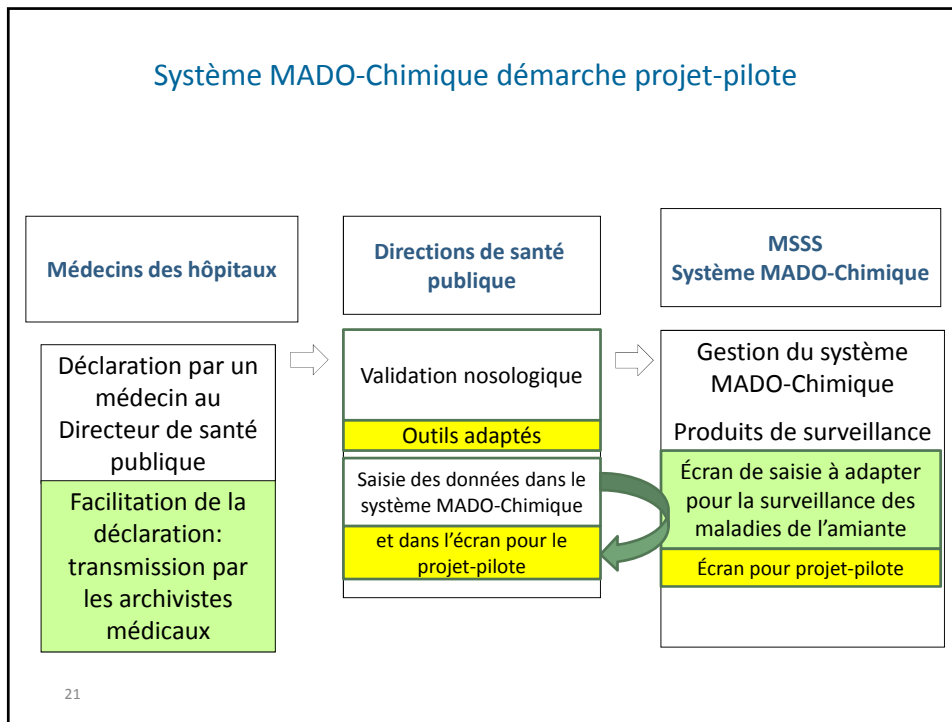 Système MADO-Chimique démarche projet-pilote
Médecins des hôpitaux
Déclaration par un
médecin au
Directeur de santé
publique
Facilitation de la
déclaration:
transmission par
les archivistes
médicaux
Directions de santé
publique
Validation nosologique
Outils adaptés
Saisie des données dans le
système MADO-Chimique
et dans l’écran pour le
projet-pilote
MSSS
Système MADO-Chimique
Gestion du système
MADO-Chimique
Produits de surveillance
Écran de saisie à adapter
pour la surveillance des
maladies de l’amiante
Écran pour projet-pilote
21